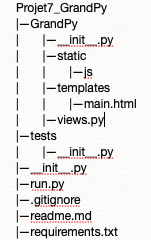 Projet7_GrandPy
|—GrandPy
| |—__init__.py
| |—static
| | |—js
| |—templates
| | |—main.html
| |—views.py
|—tests
| |—__init__.py
|—__init__.py
|—run.py
|—.gitignore
|—readme.md
|—requirements.txt